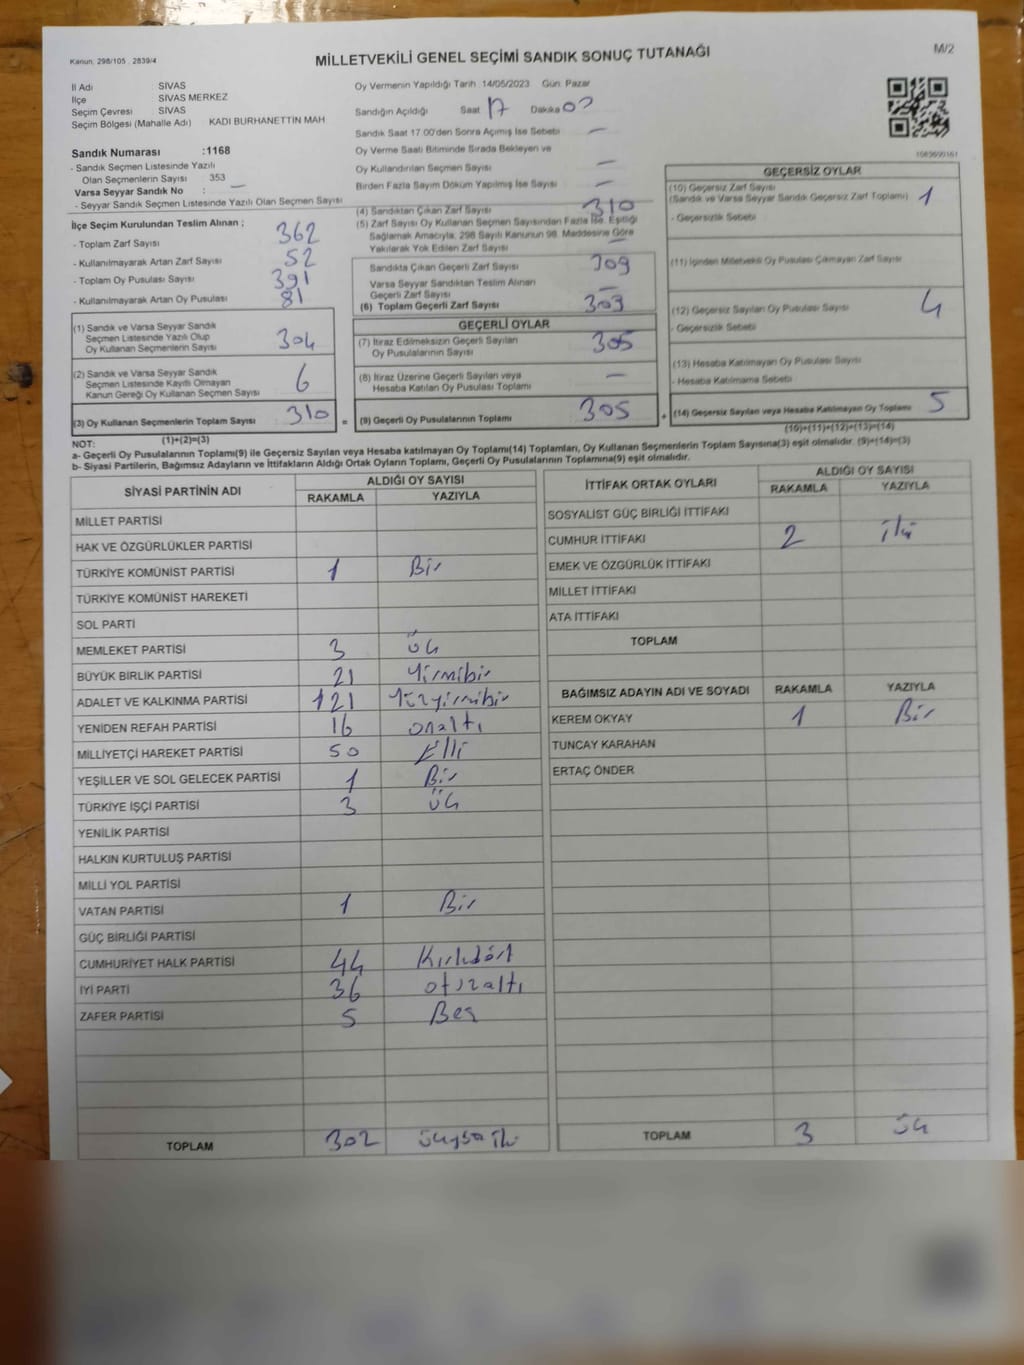 Kanun, 298/105 , 2839/4
MİLLETVEKİLİ GENEL SEÇİMİ SANDIK SONUÇ TUTANAĞI
M/2
İl Adı SİVAS
İlçe SİVAS MERKEZ
Seçim Çevresi SİVAS
Seçim Bölgesi (Mahalle Adı) KADI BURHANETTİN MAH
Sandık Numarası :1168
- Sandık Seçmen Listesinde Yazılı
Olan Seçmenlerin Sayısı 353
Varsa Seyyar Sandık No : —
- Seyyar Sandık Seçmen Listesinde Yazılı Olan Seçmen Sayısı
Oy Vermenin Yapıldığı Tarih 14/05/2023 Gün: Pazar
Sandığın Açıldığı Saat 17 Dakika
Sandık Saat 17.00'den Sonra Açımış İse Sebebi —
Oy Verme Saati Bitiminde Sırada Bekleyen ve
Oy Kullandırılan Seçmen Sayısı —
Birden Fazla Sayım Döküm Yapılmış İse Sayısı —
İlçe Seçim Kurulundan Teslim Alınan ;
- Toplam Zarf Sayısı 362
- Kullanılmayarak Artan Zarf Sayısı 52
- Toplam Oy Pusulası Sayısı 391
- Kullanılmayarak Artan Oy Pusulası 81
(1) Sandık ve Varsa Seyyar Sandık
Seçmen Listesinde Yazılı Olup
Oy Kullanan Seçmenlerin Sayısı 304
(2) Sandık ve Varsa Seyyar Sandık
Seçmen Listesinde Kayıtlı Olmayan
Kanun Gereği Oy Kullanan Seçmen Sayısı 6
(3) Oy Kullanan Seçmenlerin Toplam Sayısı 310 =
(1)+(2)=(3)
(4) Sandıktan Çıkan Zarf Sayısı 310
(5) Zarf Sayısı Oy Kullanan Seçmen Sayısından Fazla İse, Eşitliği
Sağlamak Amacıyla, 298 Sayılı Kanunun 98. Maddesine Göre
Yakılarak Yok Edilen Zarf Sayısı —
Sandıkta Çıkan Geçerli Zarf Sayısı 309
Varsa Seyyar Sandıktan Teslim Alınan
Geçerli Zarf Sayısı —
(6) Toplam Geçerli Zarf Sayısı
GEÇERLİ OYLAR
(7) İtiraz Edilmeksizin Geçerli Sayılan
Oy Pusulalarının Sayısı 305
(8) İtiraz Üzerine Geçerli Sayılan veya
Hesaba Katılan Oy Pusulası Toplamı —
(9) Geçerli Oy Pusulalarının Toplamı 305 +
GEÇERSİZ OYLAR
(10) Geçersiz Zarf Sayısı
(Sandık ve Varsa Seyyar Sandık Geçersiz Zarf Toplamı) 1
- Geçersizlik Sebebi
(11) İçinden Milletvekili Oy Pusulası Çıkmayan Zarf Sayısı
(12) Geçersiz Sayılan Oy Pusulası Sayısı 4
- Geçersizlik Sebebi
(13) Hesaba Katılmayan Oy Pusulası Sayısı
- Hesaba Katılmama Sebebi
(14) Geçersiz Sayılan veya Hesaba Katılmayan Oy Toplamı 5
(10)+(11)+(12)+(13)=(14)
NOT:
a- Geçerli Oy Pusulalarının Toplamı(9) ile Geçersiz Sayılan veya Hesaba katılmayan Oy Toplamı(14) Toplamları, Oy Kullanan Seçmenlerin Toplam Sayısına(3) eşit olmalıdır. (9)+(14)=(3)
b- Siyasi Partilerin, Bağımsız Adayların ve İttifakların Aldığı Ortak Oyların Toplamı, Geçerli Oy Pusulalarının Toplamına(9) eşit olmalıdır.
SİYASİ PARTİNİN ADI ALDIĞI OY SAYISI
RAKAMLA YAZIYLA
MİLLET PARTİSİ
HAK VE ÖZGÜRLÜKLER PARTİSİ
TÜRKİYE KOMÜNİST PARTİSİ 1 Bir
TÜRKİYE KOMÜNİST HAREKETİ
SOL PARTİ
MEMLEKET PARTİSİ 3 üç
BÜYÜK BİRLİK PARTİSİ 21 Yirmibir
ADALET VE KALKINMA PARTİSİ 121 Yüzyirmibir
YENİDEN REFAH PARTİSİ 16 onaltı
MİLLİYETÇİ HAREKET PARTİSİ 50 Elli
YEŞİLLER VE SOL GELECEK PARTİSİ 1 Bir
TÜRKİYE İŞÇİ PARTİSİ 3 üç
YENİLİK PARTİSİ
HALKIN KURTULUŞ PARTİSİ
MİLLİ YOL PARTİSİ
VATAN PARTİSİ 1 Bir
GÜÇ BİRLİĞİ PARTİSİ
CUMHURİYET HALK PARTİSİ 44 Kırkdört
İYİ PARTİ 36 otuzaltı
ZAFER PARTİSİ 5 Beş
TOPLAM 302 üçyüz iki
İTTİFAK ORTAK OYLARI ALDIĞI OY SAYISI
RAKAMLA YAZIYLA
SOSYALİST GÜÇ BİRLİĞİ İTTİFAKI
CUMHUR İTTİFAKI 2 iki
EMEK VE ÖZGÜRLÜK İTTİFAKI
MİLLET İTTİFAKI
ATA İTTİFAKI
TOPLAM
BAĞIMSIZ ADAYIN ADI VE SOYADI RAKAMLA YAZIYLA
KEREM OKYAY 1 Bir
TUNCAY KARAHAN
ERTAÇ ÖNDER
TOPLAM 3 üç